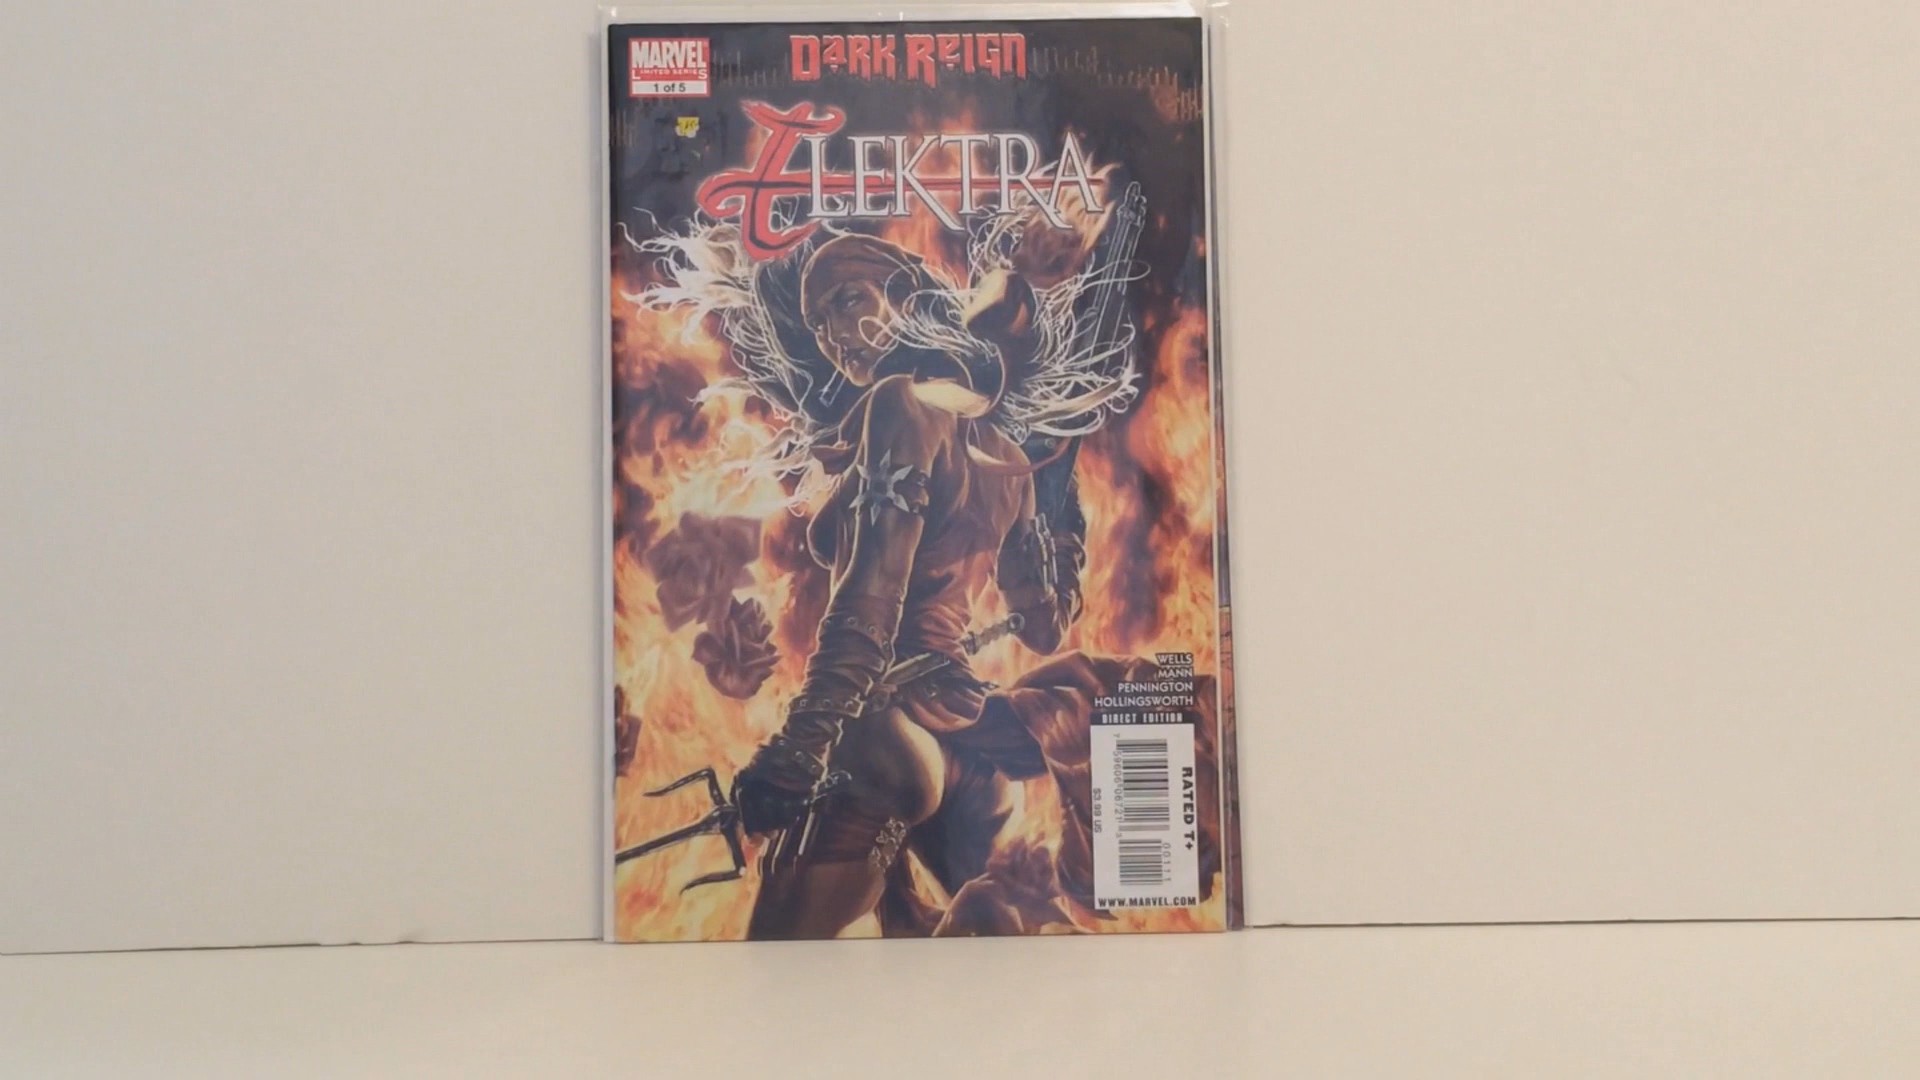 DARK REIGN
MARVEL
LIMITED SERIES
1 of 5
ELEKTRA
WELLS
MANN
PENNINGTON
HOLLINGSWORTH
DIRECT EDITION
RATED T+
$3.99 US
00111
WWW.MARVEL.COM